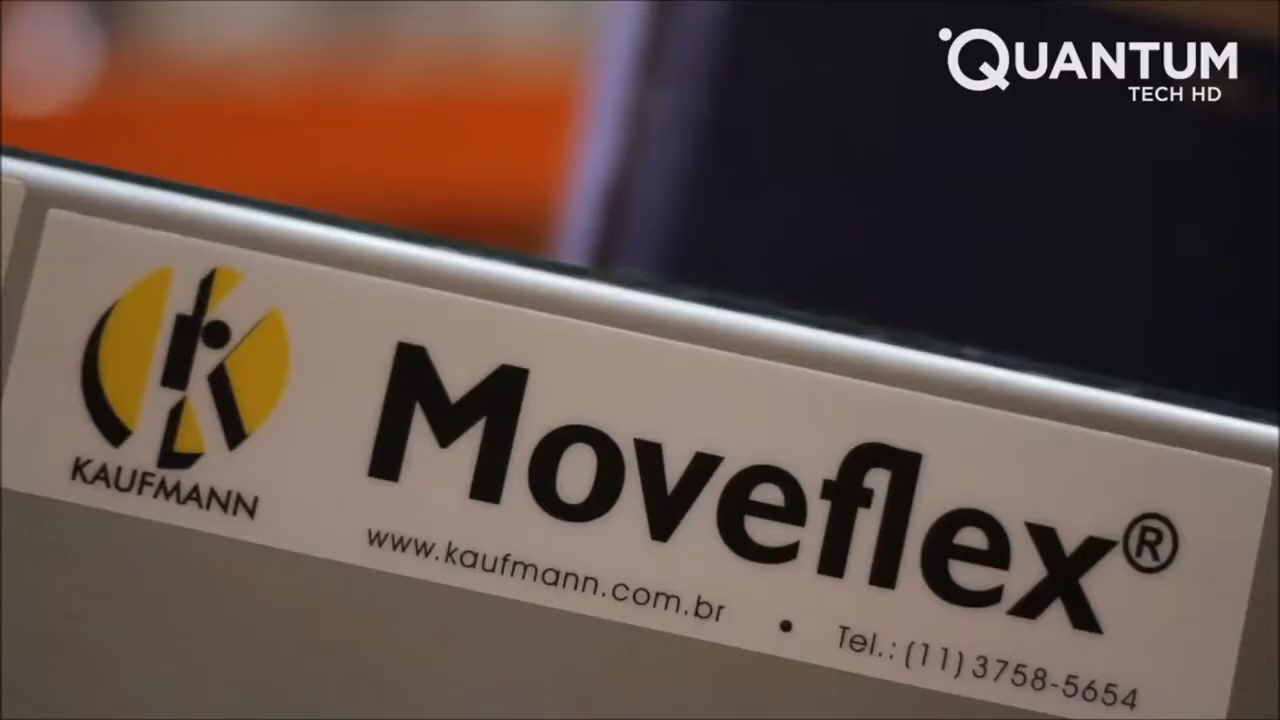 QUANTUM
TECH HD
Moveflex®
KAUFMANN
www.kaufmann.com.br • Tel.: (11) 3758-5654